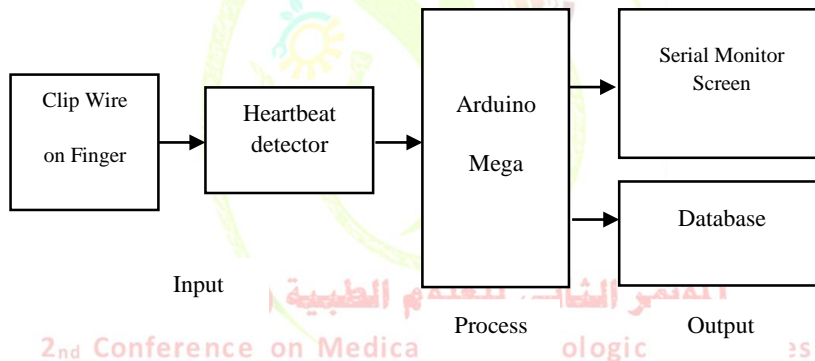 Clip Wire
on Finger
Heartbeat
detector
Arduino
Mega
Serial Monitor
Screen
Database
Input
Process
Output
الطبية
2nd Conference on Medica